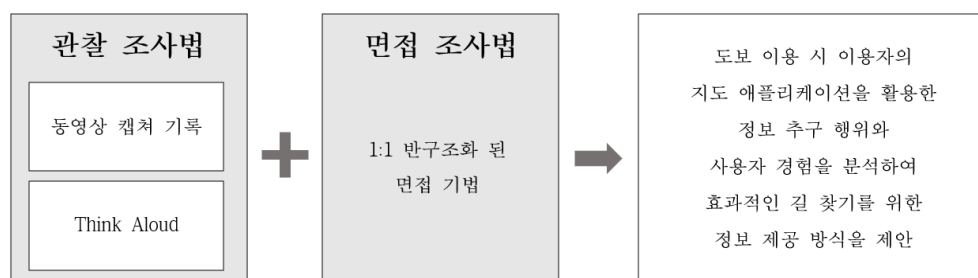 관찰 조사법
동영상 캡쳐 기록
Think Aloud
면접 조사법
1:1 반구조화 된
면접 기법
도보 이용 시 이용자의
지도 애플리케이션을 활용한
정보 추구 행위와
사용자 경험을 분석하여
효과적인 길 찾기를 위한
정보 제공 방식을 제안